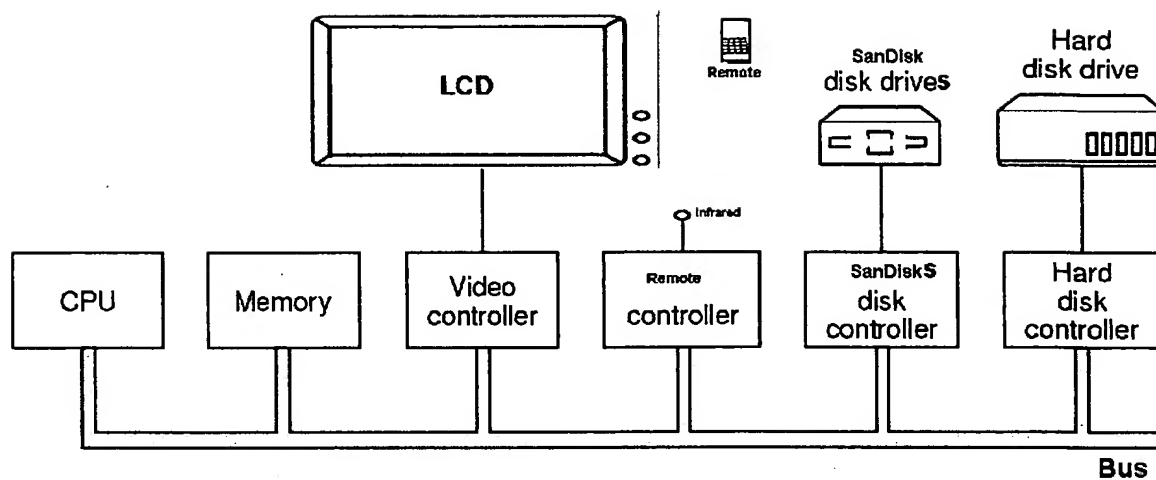 LCD
Remote
SanDisk
disk drives
Hard
disk drive
Infrared
CPU
Memory
Video
controller
Remote
controller
SanDiskS
disk
controller
Hard
disk
controller
Bus